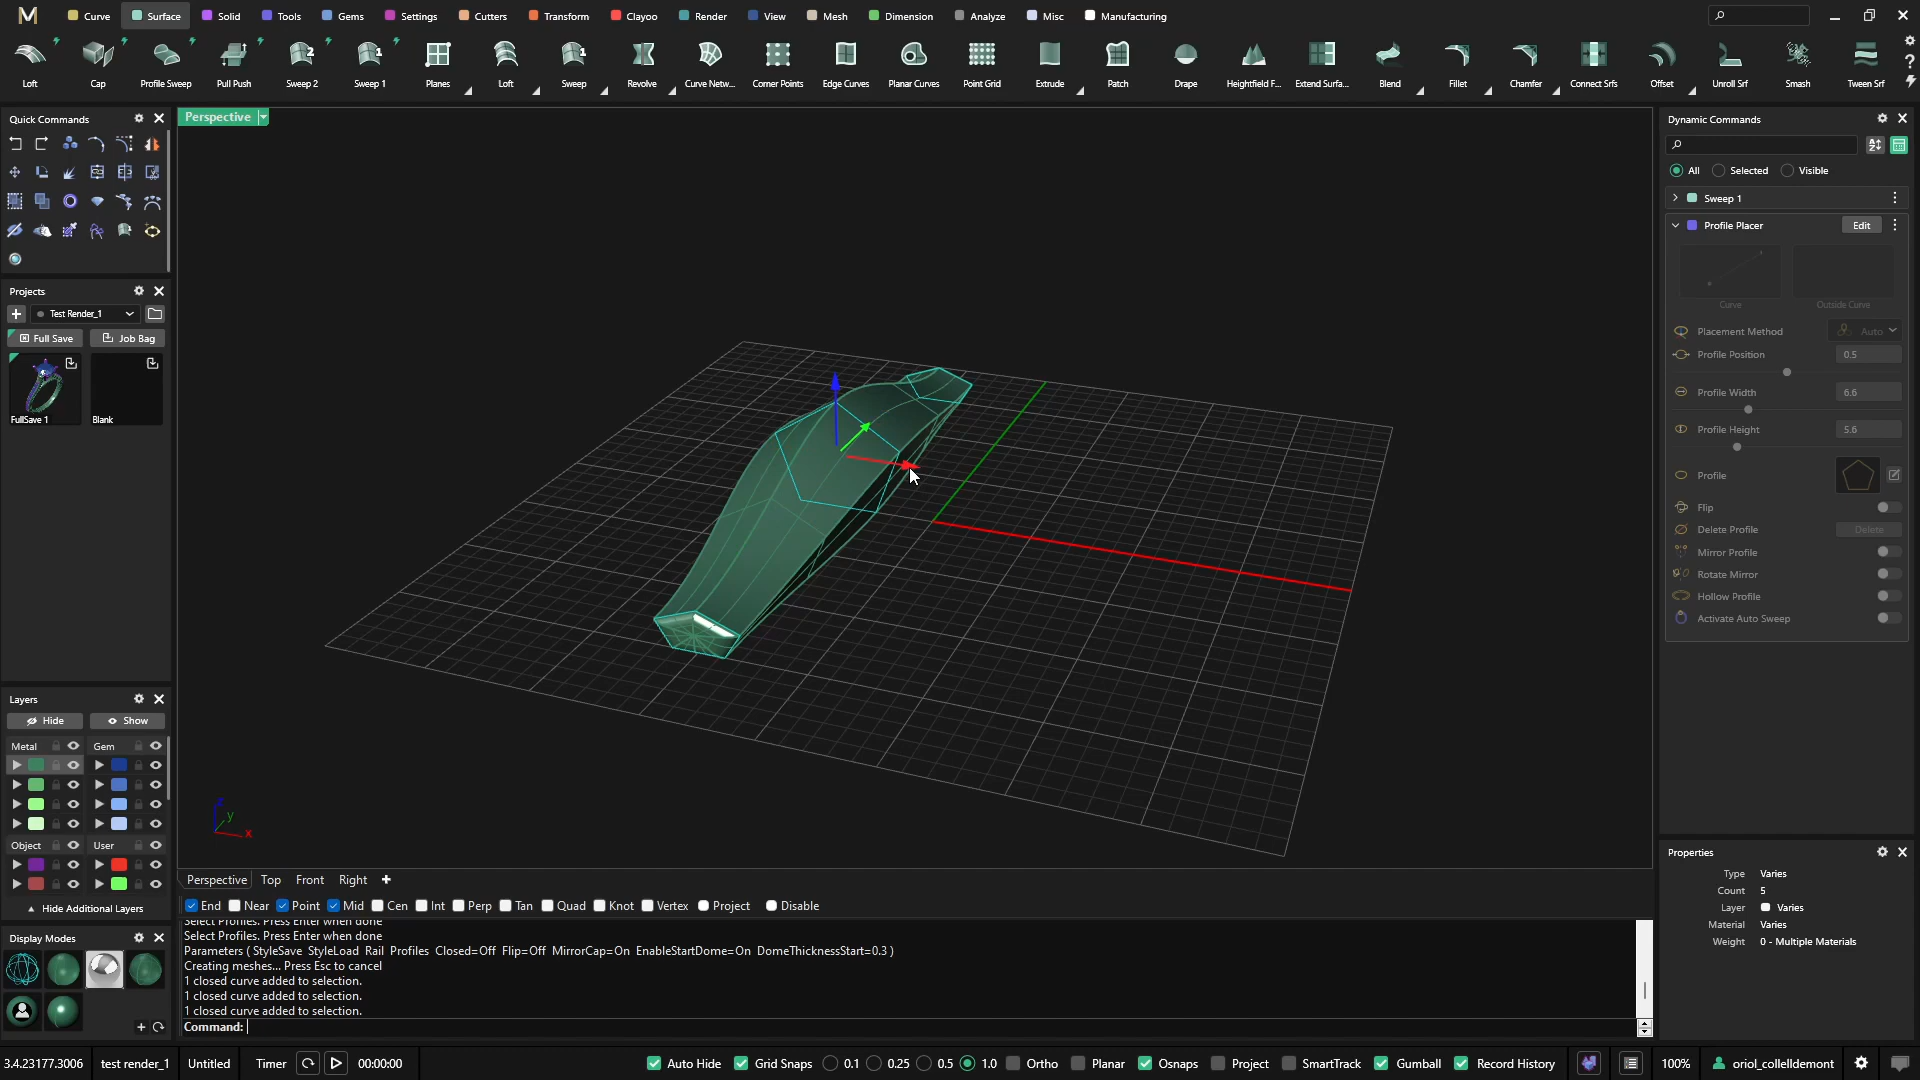 Curve Surface Solid Tools Gems Settings Cutters Transform Clayoo Render View Mesh Dimension Analyze Misc Manufacturing
Loft Cap Profile Sweep Pull Push Sweep 2 Sweep 1 Planes Loft Sweep Revolve Curve Netw... Corner Points Edge Curves Planar Curves Point Grid Extrude Patch Drape Heightfield F... Extend Surfa... Blend Fillet Chamfer Connect Srfs Offset Unroll Srf Smash Tween Srf
Quick Commands
Projects
Test Render_1
Full Save Job Bag
FullSave 1 Blank
Layers
Hide Show
Metal Gem
Object User
Hide Additional Layers
Display Modes
Perspective
z
y
x
Perspective Top Front Right
End Near Point Mid Cen Int Perp Tan Quad Knot Vertex Project Disable
Select Profiles. Press Enter when done
Select Profiles. Press Enter when done
Parameters ( StyleSave StyleLoad Rail Profiles Closed=Off Flip=Off MirrorCap=On EnableStartDome=On DomeThicknessStart=0.3 )
Creating meshes... Press Esc to cancel
1 closed curve added to selection.
1 closed curve added to selection.
1 closed curve added to selection.
Command:
Dynamic Commands
All Selected Visible
Sweep 1
Profile Placer Edit
Curve Outside Curve
Placement Method Auto
Profile Position 0.5
Profile Width 6.6
Profile Height 5.6
Profile
Flip
Delete Profile Delete
Mirror Profile
Rotate Mirror
Hollow Profile
Activate Auto Sweep
Properties
Type Varies
Count 5
Layer Varies
Material Varies
Weight 0 - Multiple Materials
3.4.23177.3006 test render_1 Untitled Timer 00:00:00 Auto Hide Grid Snaps 0.1 0.25 0.5 1.0 Ortho Planar Osnaps Project SmartTrack Gumball Record History 100% oriol_collelldemont